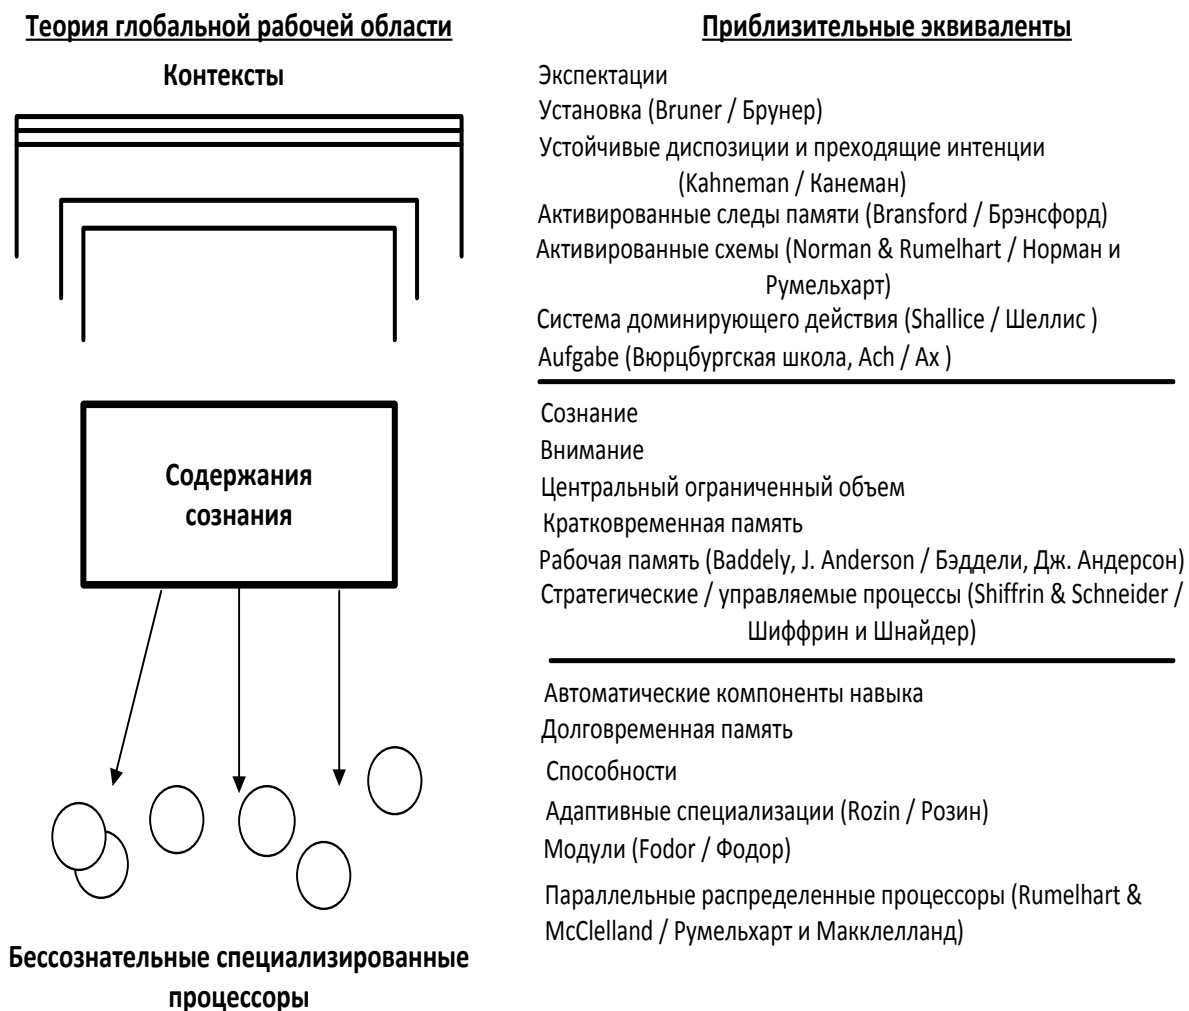 Теория глобальной рабочей области
Приблизительные эквиваленты
Контексты
Экспектации
Установка (Bruner / Брунер)
Устойчивые диспозиции и преходящие интенции
(Kahneman / Канеман)
Активированные следы памяти (Bransford / Брэнсфорд)
Активированные схемы (Norman & Rumelhart / Норман и
Румельхарт)
Система доминирующего действия (Shallice / Шеллис )
Aufgabe (Вюрцбургская школа, Ach / Ах )
Содержания
сознания
Сознание
Внимание
Центральный ограниченный объем
Кратковременная память
Рабочая память (Baddely, J. Anderson / Бэддели, Дж. Андерсон)
Стратегические / управляемые процессы (Shiffrin & Schneider /
Шиффрин и Шнайдер)
Автоматические компоненты навыка
Долговременная память
Способности
Адаптивные специализации (Rozin / Розин)
Модули (Fodor / Фодор)
Параллельные распределенные процессоры (Rumelhart &
McClelland / Румельхарт и Макклелланд)
Бессознательные специализированные
процессоры